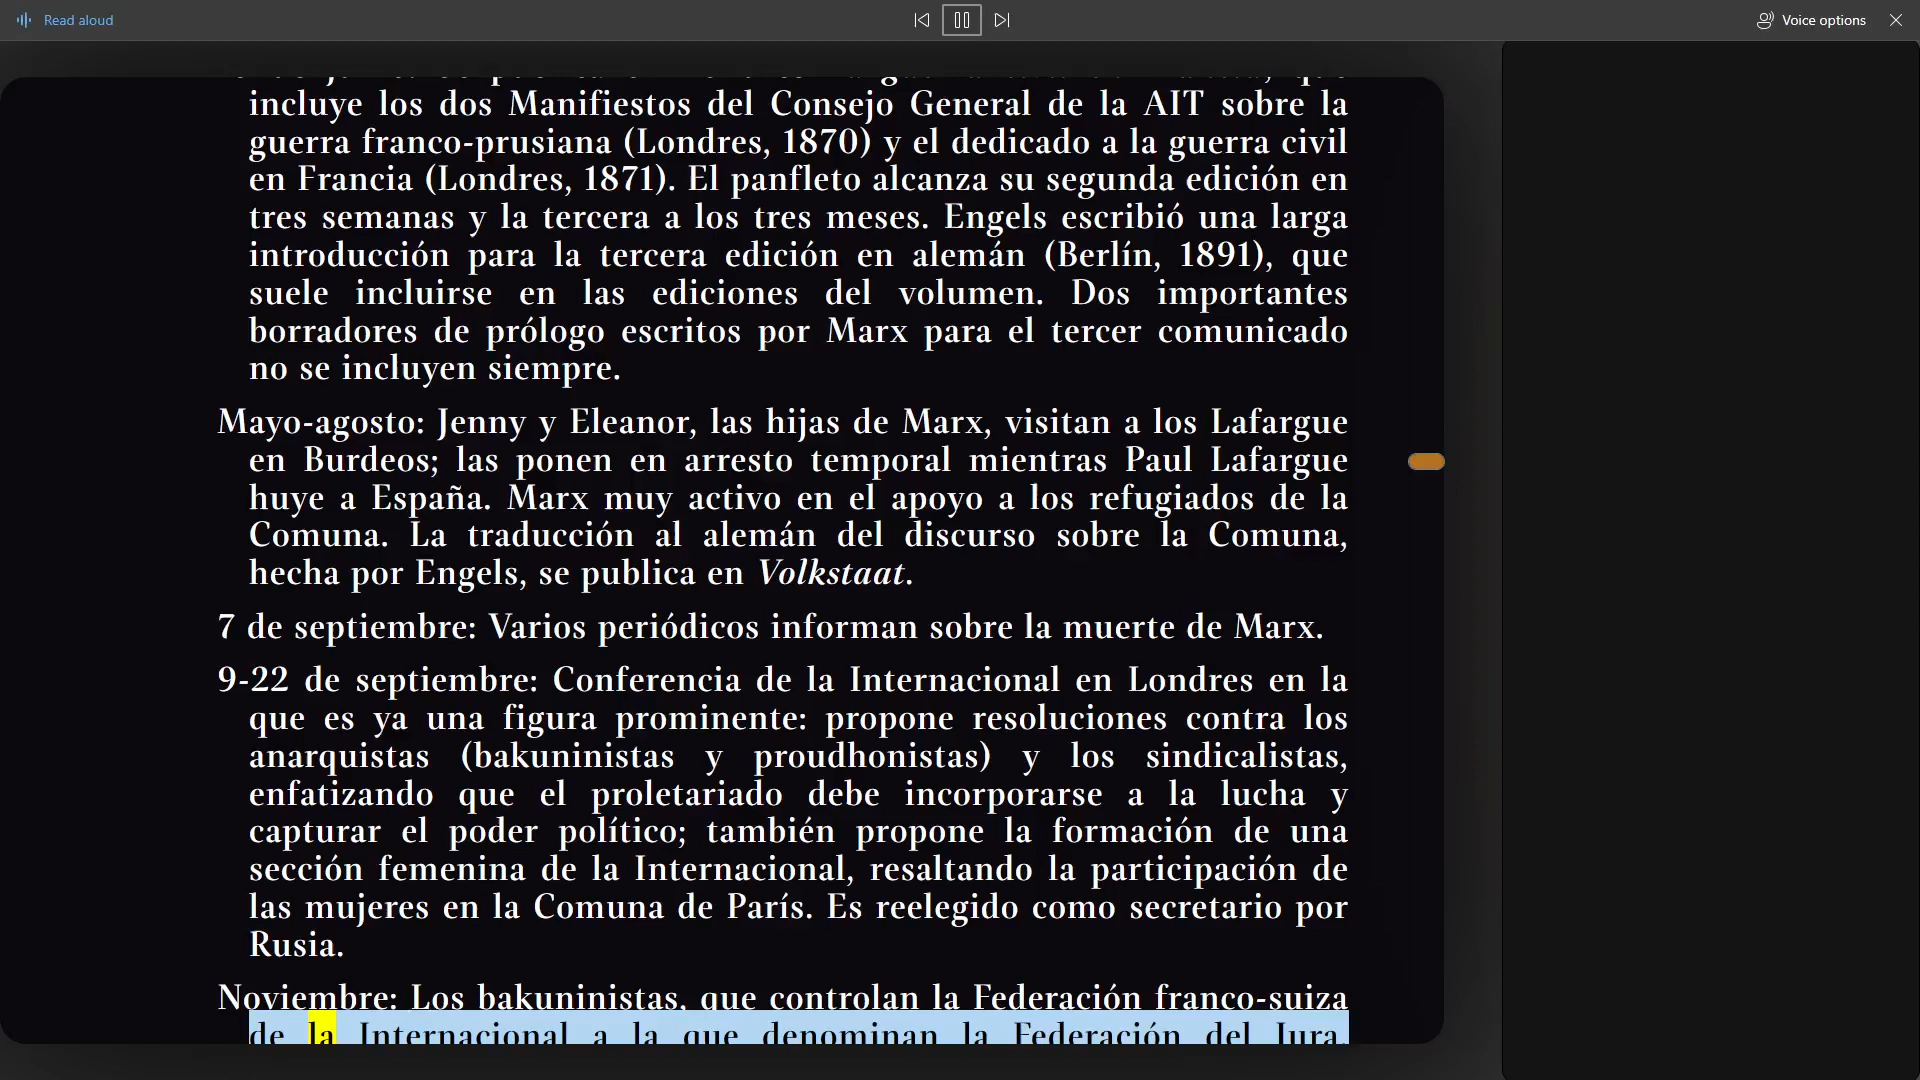 Read aloud
Voice options
incluye los dos Manifiestos del Consejo General de la AIT sobre la
guerra franco-prusiana (Londres, 1870) y el dedicado a la guerra civil
en Francia (Londres, 1871). El panfleto alcanza su segunda edición en
tres semanas y la tercera a los tres meses. Engels escribió una larga
introducción para la tercera edición en alemán (Berlín, 1891), que
suele incluirse en las ediciones del volumen. Dos importantes
borradores de prólogo escritos por Marx para el tercer comunicado
no se incluyen siempre.
Mayo-agosto: Jenny y Eleanor, las hijas de Marx, visitan a los Lafargue
en Burdeos; las ponen en arresto temporal mientras Paul Lafargue
huye a España. Marx muy activo en el apoyo a los refugiados de la
Comuna. La traducción al alemán del discurso sobre la Comuna,
hecha por Engels, se publica en Volkstaat.
7 de septiembre: Varios periódicos informan sobre la muerte de Marx.
9-22 de septiembre: Conferencia de la Internacional en Londres en la
que es ya una figura prominente: propone resoluciones contra los
anarquistas (bakuninistas y proudhonistas) y los sindicalistas,
enfatizando que el proletariado debe incorporarse a la lucha y
capturar el poder político; también propone la formación de una
sección femenina de la Internacional, resaltando la participación de
las mujeres en la Comuna de París. Es reelegido como secretario por
Rusia.
Noviembre: Los bakuninistas, que controlan la Federación franco-suiza
de la Internacional a la que denominan la Federación del Jura,